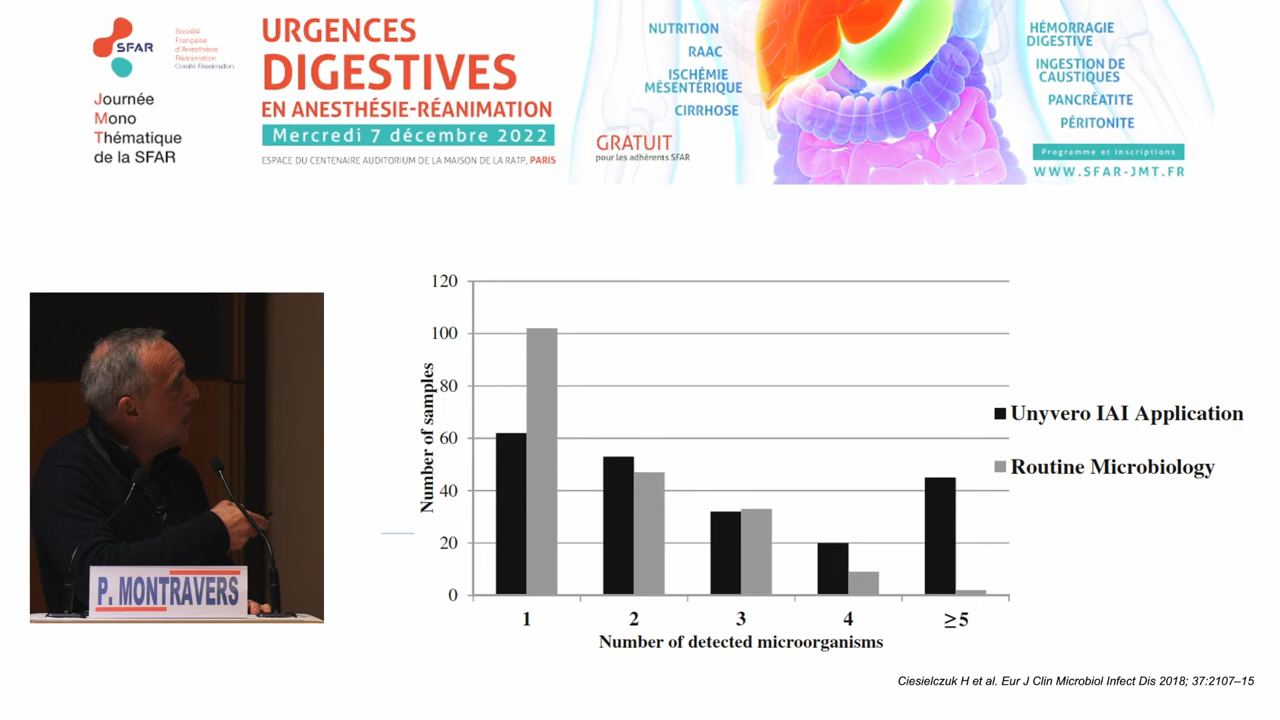 SFAR
Société
Française
d'Anesthésie
Réanimation
Comité Réanimation
Journée
Mono
Thématique
de la SFAR
URGENCES
DIGESTIVES
EN ANESTHÉSIE-RÉANIMATION
Mercredi 7 décembre 2022
ESPACE DU CENTENAIRE AUDITORIUM DE LA MAISON DE LA RATP, PARIS
NUTRITION
RAAC
ISCHÉMIE
MÉSENTÉRIQUE
CIRRHOSE
GRATUIT
pour les adhérents SFAR
HÉMORRAGIE
DIGESTIVE
INGESTION DE
CAUSTIQUES
PANCRÉATITE
PÉRITONITE
Programme et inscriptions
WWW.SFAR-JMT.FR
P. MONTRAVERS
Number of samples
120
100
80
60
40
20
0
1 2 3 4 ≥5
Number of detected microorganisms
Unyvero IAI Application
Routine Microbiology
Ciesielczuk H et al. Eur J Clin Microbiol Infect Dis 2018; 37:2107–15